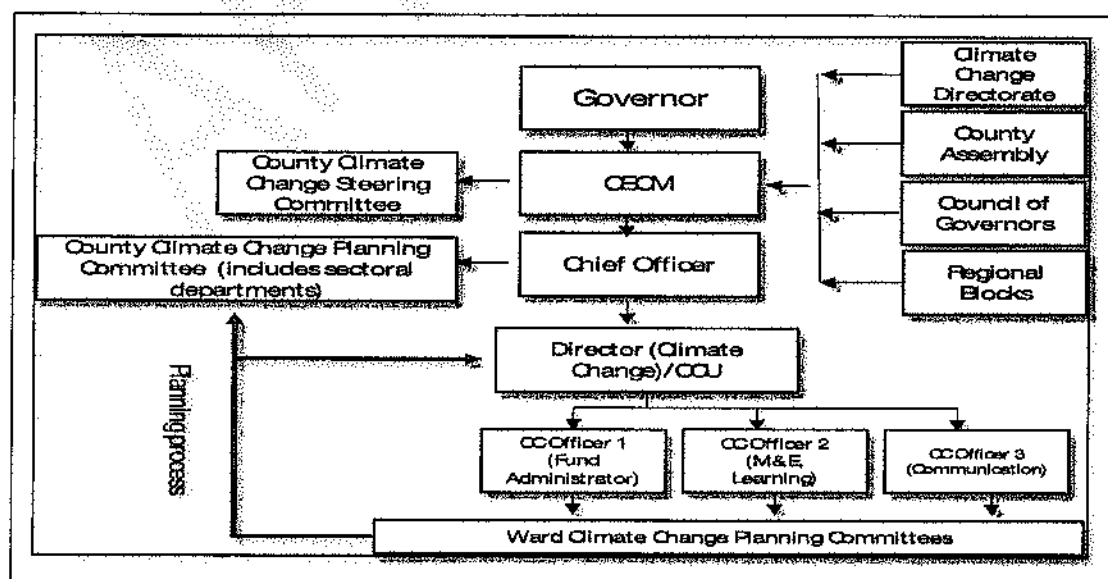 Climate
Change
Directorate
Governor
County
Assembly
County Climate
Change Steering
Committee
CECM
Council of
Governors
County Climate Change Planning
Committee (includes sectoral
departments)
Chief Officer
Regional
Blocks
Director (Climate
Change)/CCU
Planning process
CC Officer 1
(Fund
Administrator)
CC Officer 2
(M&E,
Learning)
CC Officer 3
(Communication)
Ward Climate Change Planning Committees